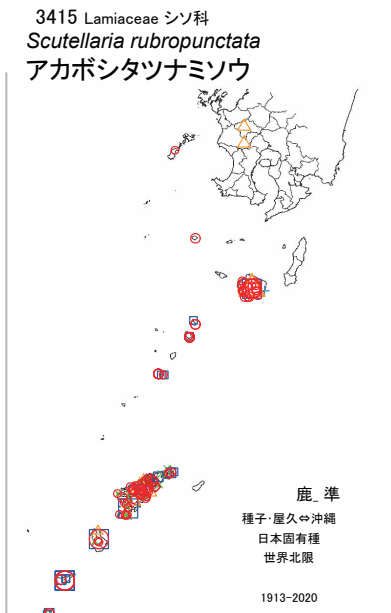 3415 Lamiaceae シソ科
Scutellaria rubropunctata
アカボシタツナミソウ
鹿_ 準
種子・屋久⇔沖縄
日本固有種
世界北限
1913-2020